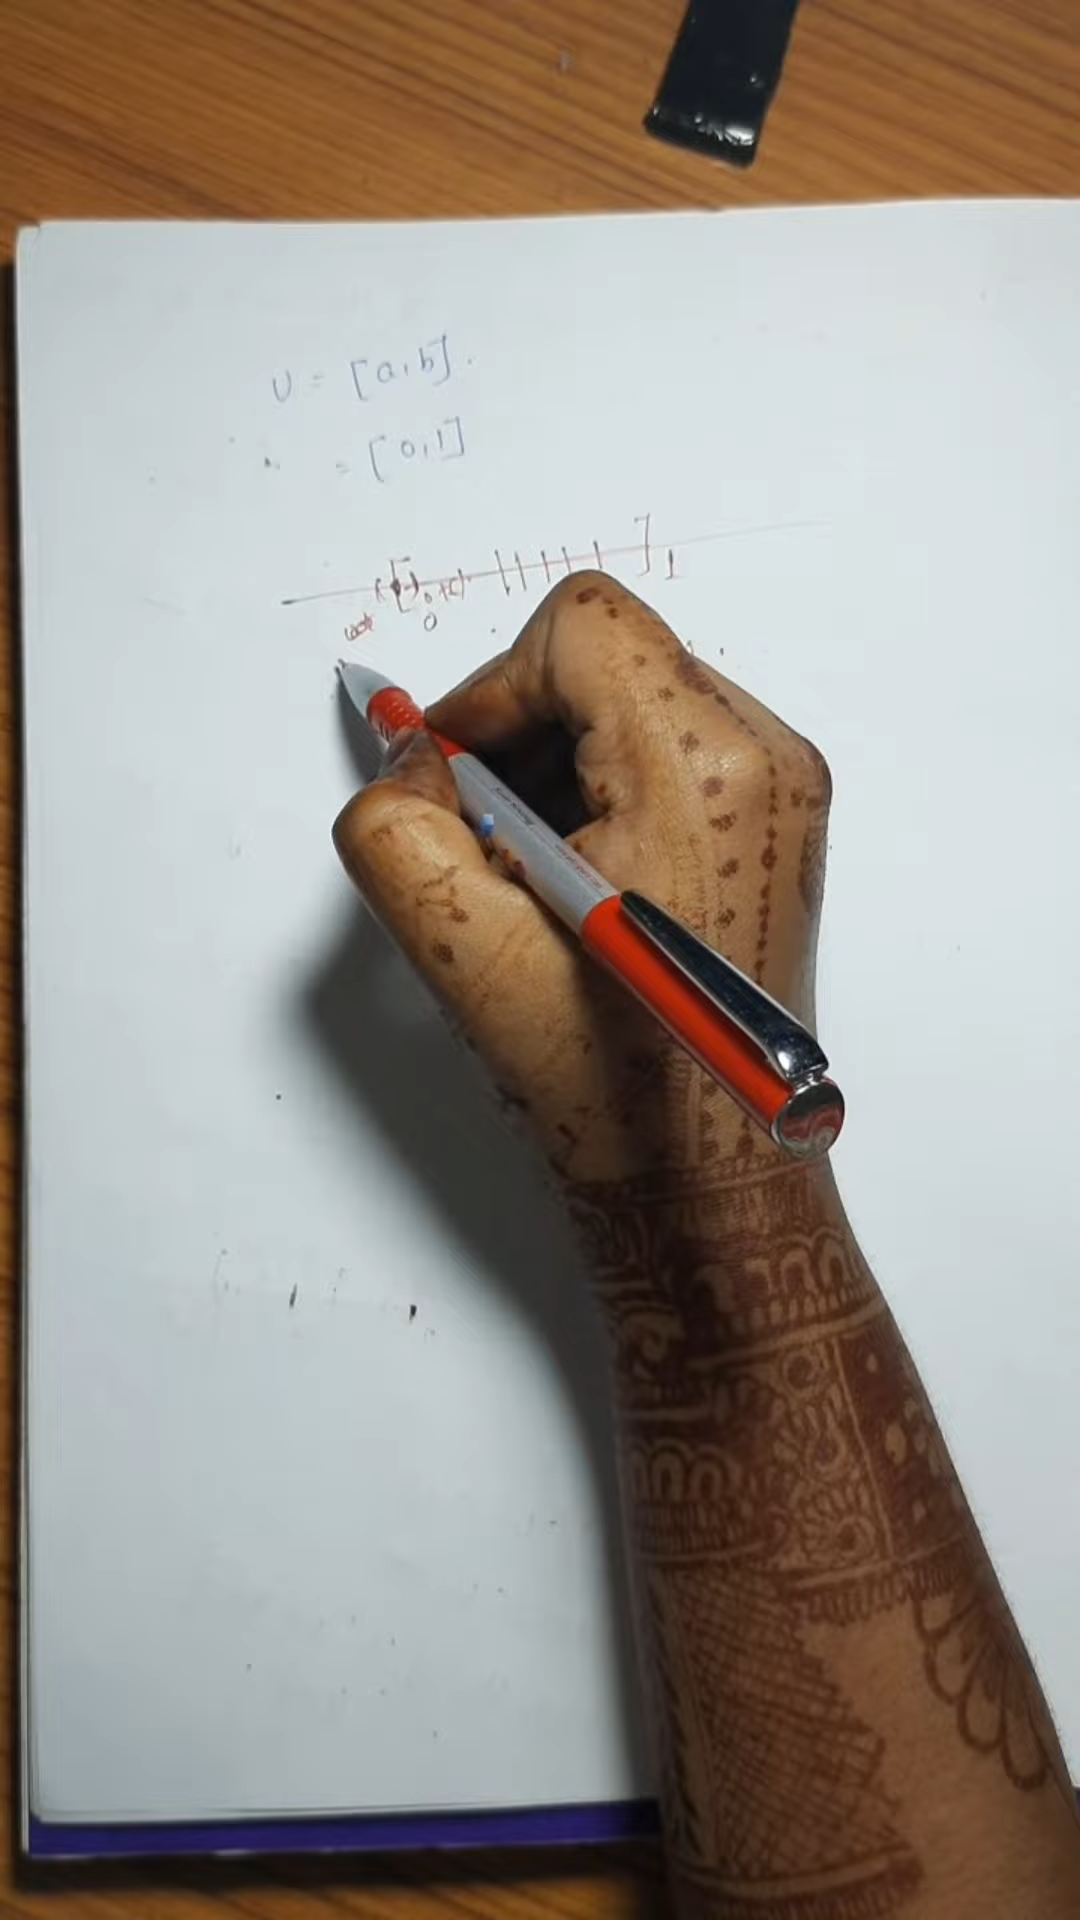 U = [a, b].
= [0, 1]
[ ] 1
0